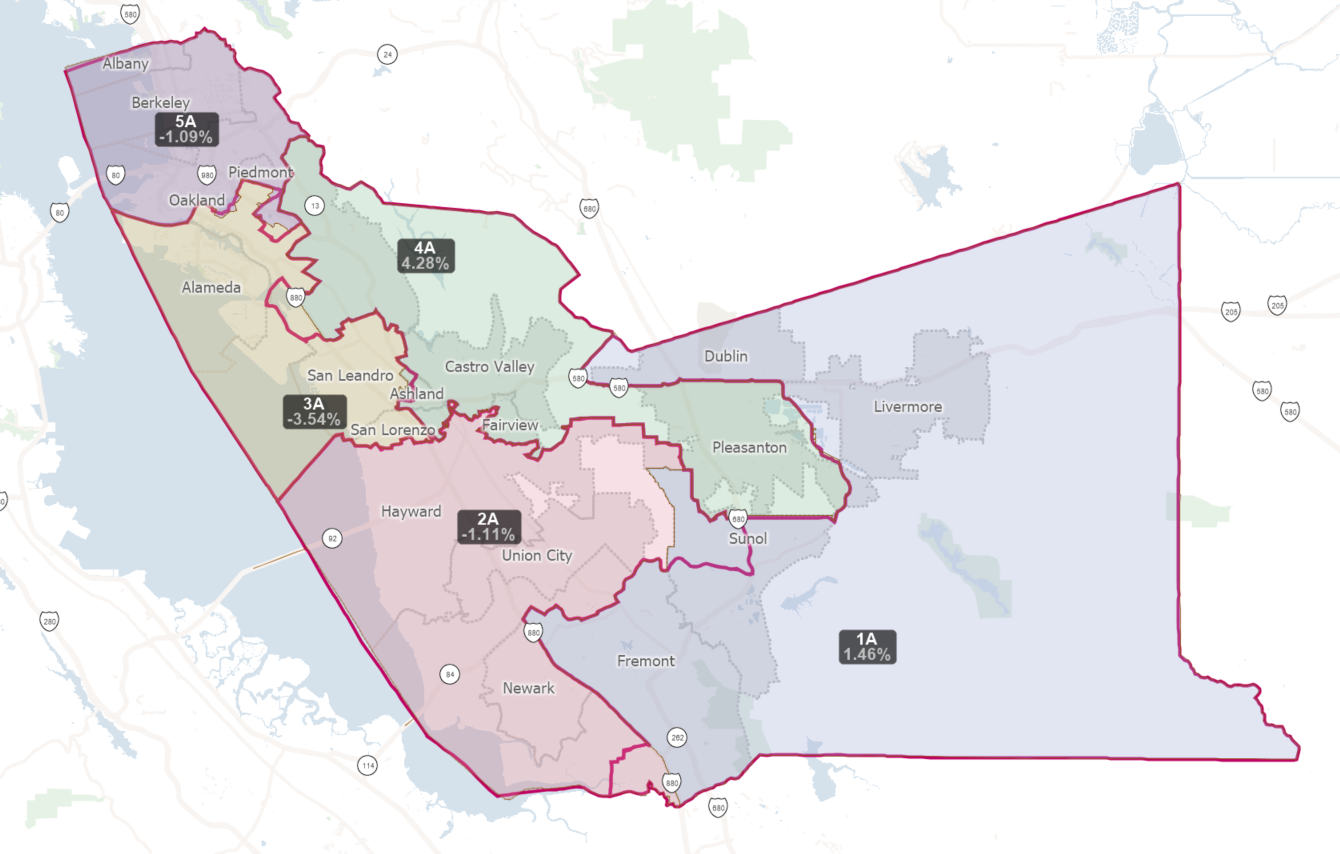 580
24
Albany
Berkeley
5A
-1.09%
80
980
Piedmont
Oakland
13
80
680
4A
4.28%
Alameda
880
205
205
Dublin
Castro Valley
San Leandro
580
580
580
580
Ashland
Livermore
3A
-3.54%
San Lorenzo
Fairview
Pleasanton
Hayward
2A
-1.11%
680
92
Sunol
Union City
280
880
1A
1.46%
Fremont
84
Newark
262
114
880
680